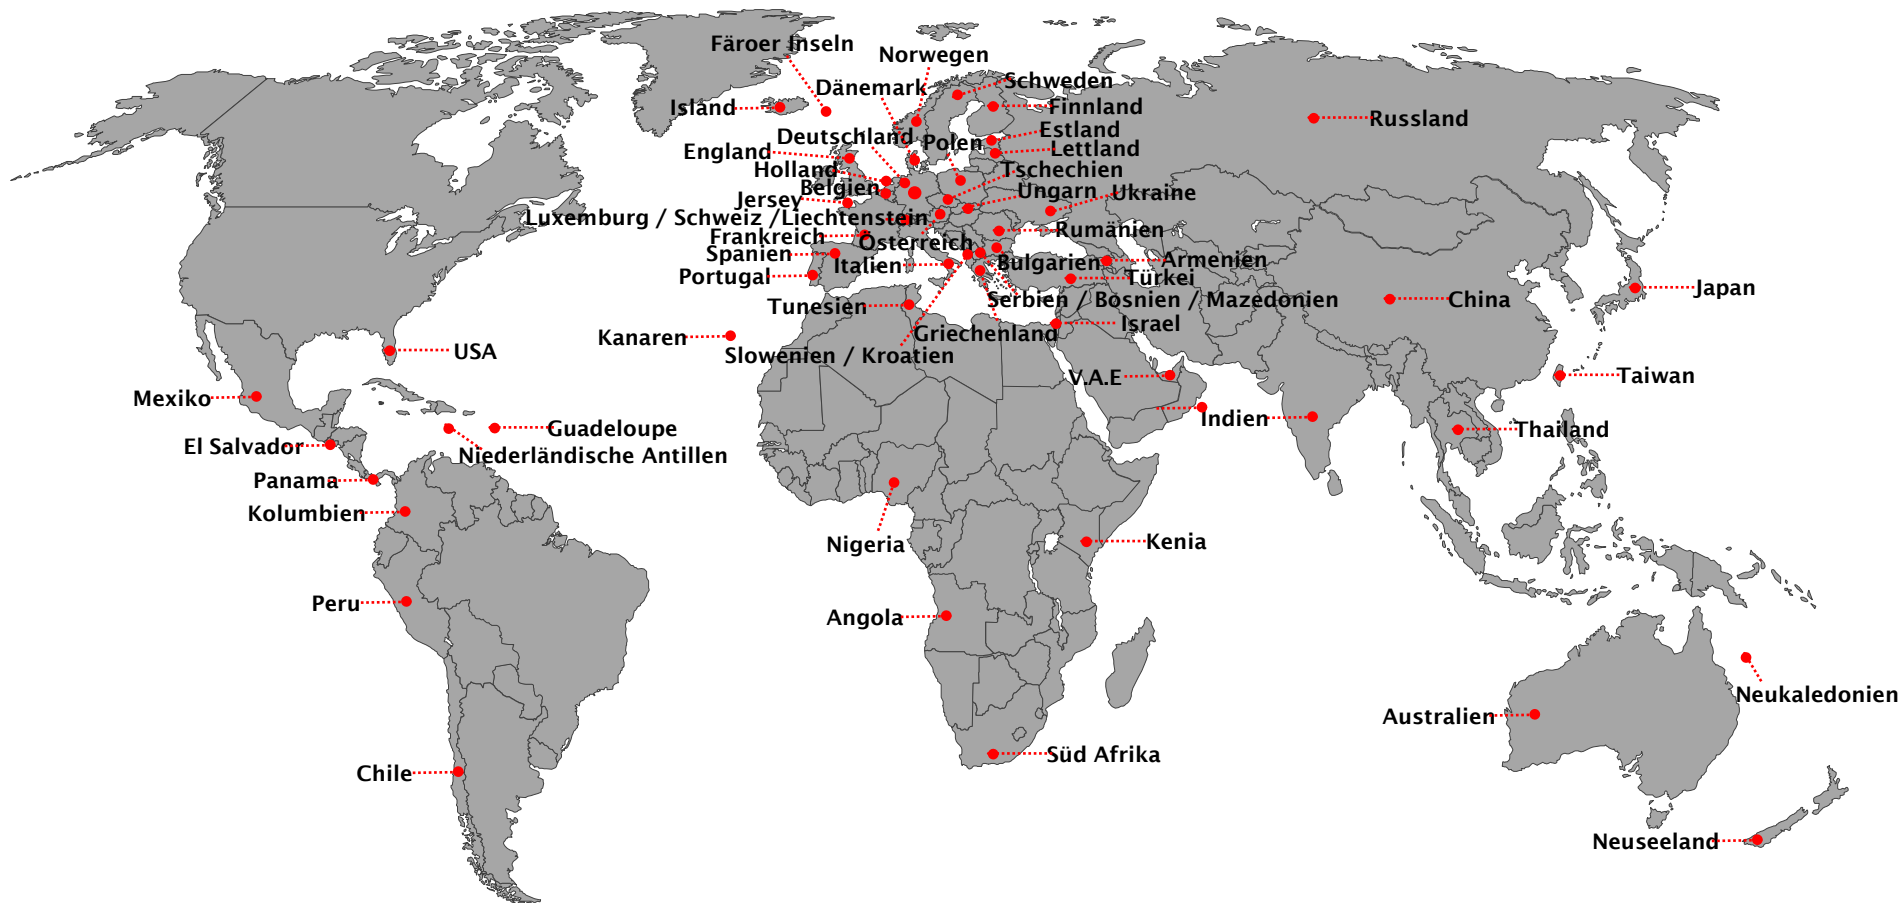 Färoer Inseln
Norwegen
Schweden
Dänemark
Island
Finnland
Russland
Estland
Deutschland
Polen
Lettland
England
Holland
Tschechien
Belgien
Ungarn
Ukraine
Jersey
Luxemburg / Schweiz /Liechtenstein
Rumänien
Frankreich
Österreich
Spanien
Italien
Bulgarien
Armenien
Portugal
Türkei
Japan
Serbien / Bosnien / Mazedonien
China
Tunesien
Israel
Griechenland
Kanaren
USA
Slowenien / Kroatien
V.A.E
Taiwan
Mexiko
Indien
Guadeloupe
Thailand
El Salvador
Niederländische Antillen
Panama
Kolumbien
Nigeria
Kenia
Peru
Angola
Neukaledonien
Australien
Süd Afrika
Chile
Neuseeland